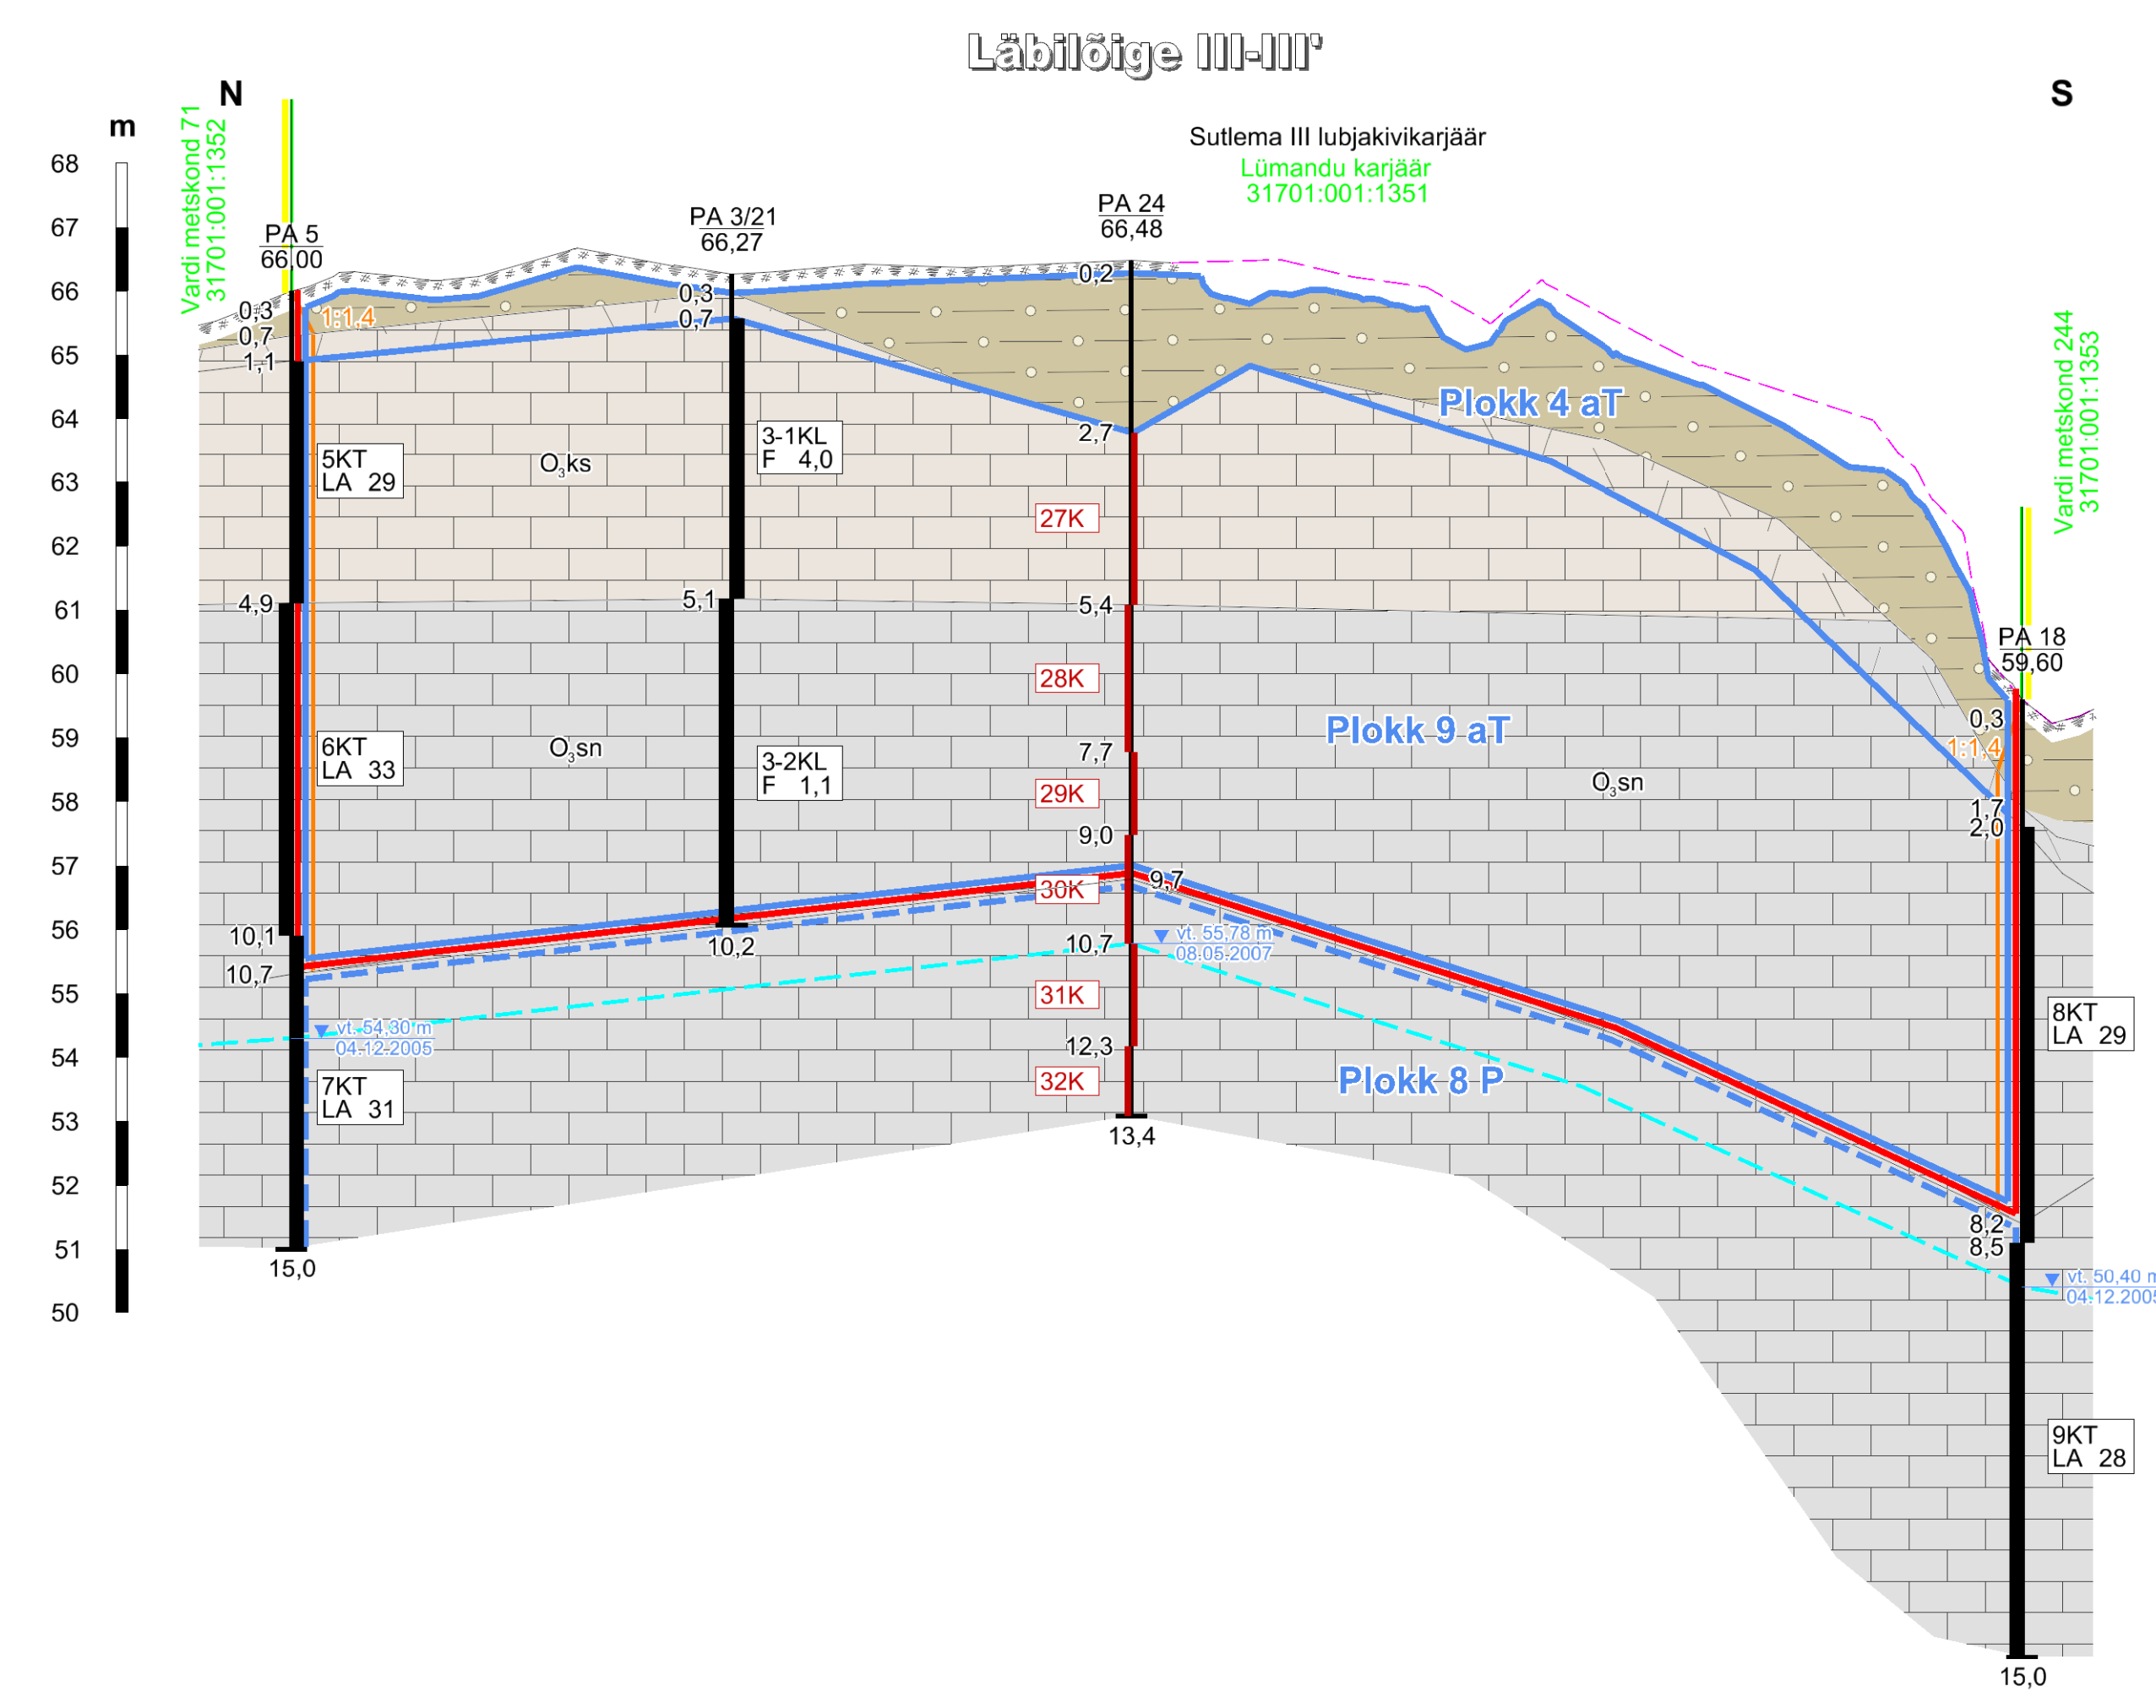 Läbilõige III-III'
N
S
m
68
67
66
65
64
63
62
61
60
59
58
57
56
55
54
53
52
51
50
Vardi metskond 71
31701:001:1352
Sutlema III lubjakivikarjäär
Lümandu karjäär
31701:001:1351
Vardi metskond 244
31701:001:1353
PA 5
66,00
0,3
0,7
1,1
4,9
10,1
10,7
15,0
1:1,4
5KT
LA 29
6KT
LA 33
7KT
LA 31
vt. 54,30 m
04.12.2005
O3ks
O3sn
PA 3/21
66,27
0,3
0,7
5,1
10,2
3-1KL
F 4,0
3-2KL
F 1,1
PA 24
66,48
0,2
2,7
5,4
7,7
9,0
9,7
10,7
12,3
13,4
27K
28K
29K
30K
31K
32K
vt. 55,78 m
08.05.2007
Plokk 4 aT
Plokk 9 aT
Plokk 8 P
O3sn
PA 18
59,60
0,3
1:1,4
1,7
2,0
8,2
8,5
15,0
8KT
LA 29
9KT
LA 28
vt. 50,40 m
04.12.2005